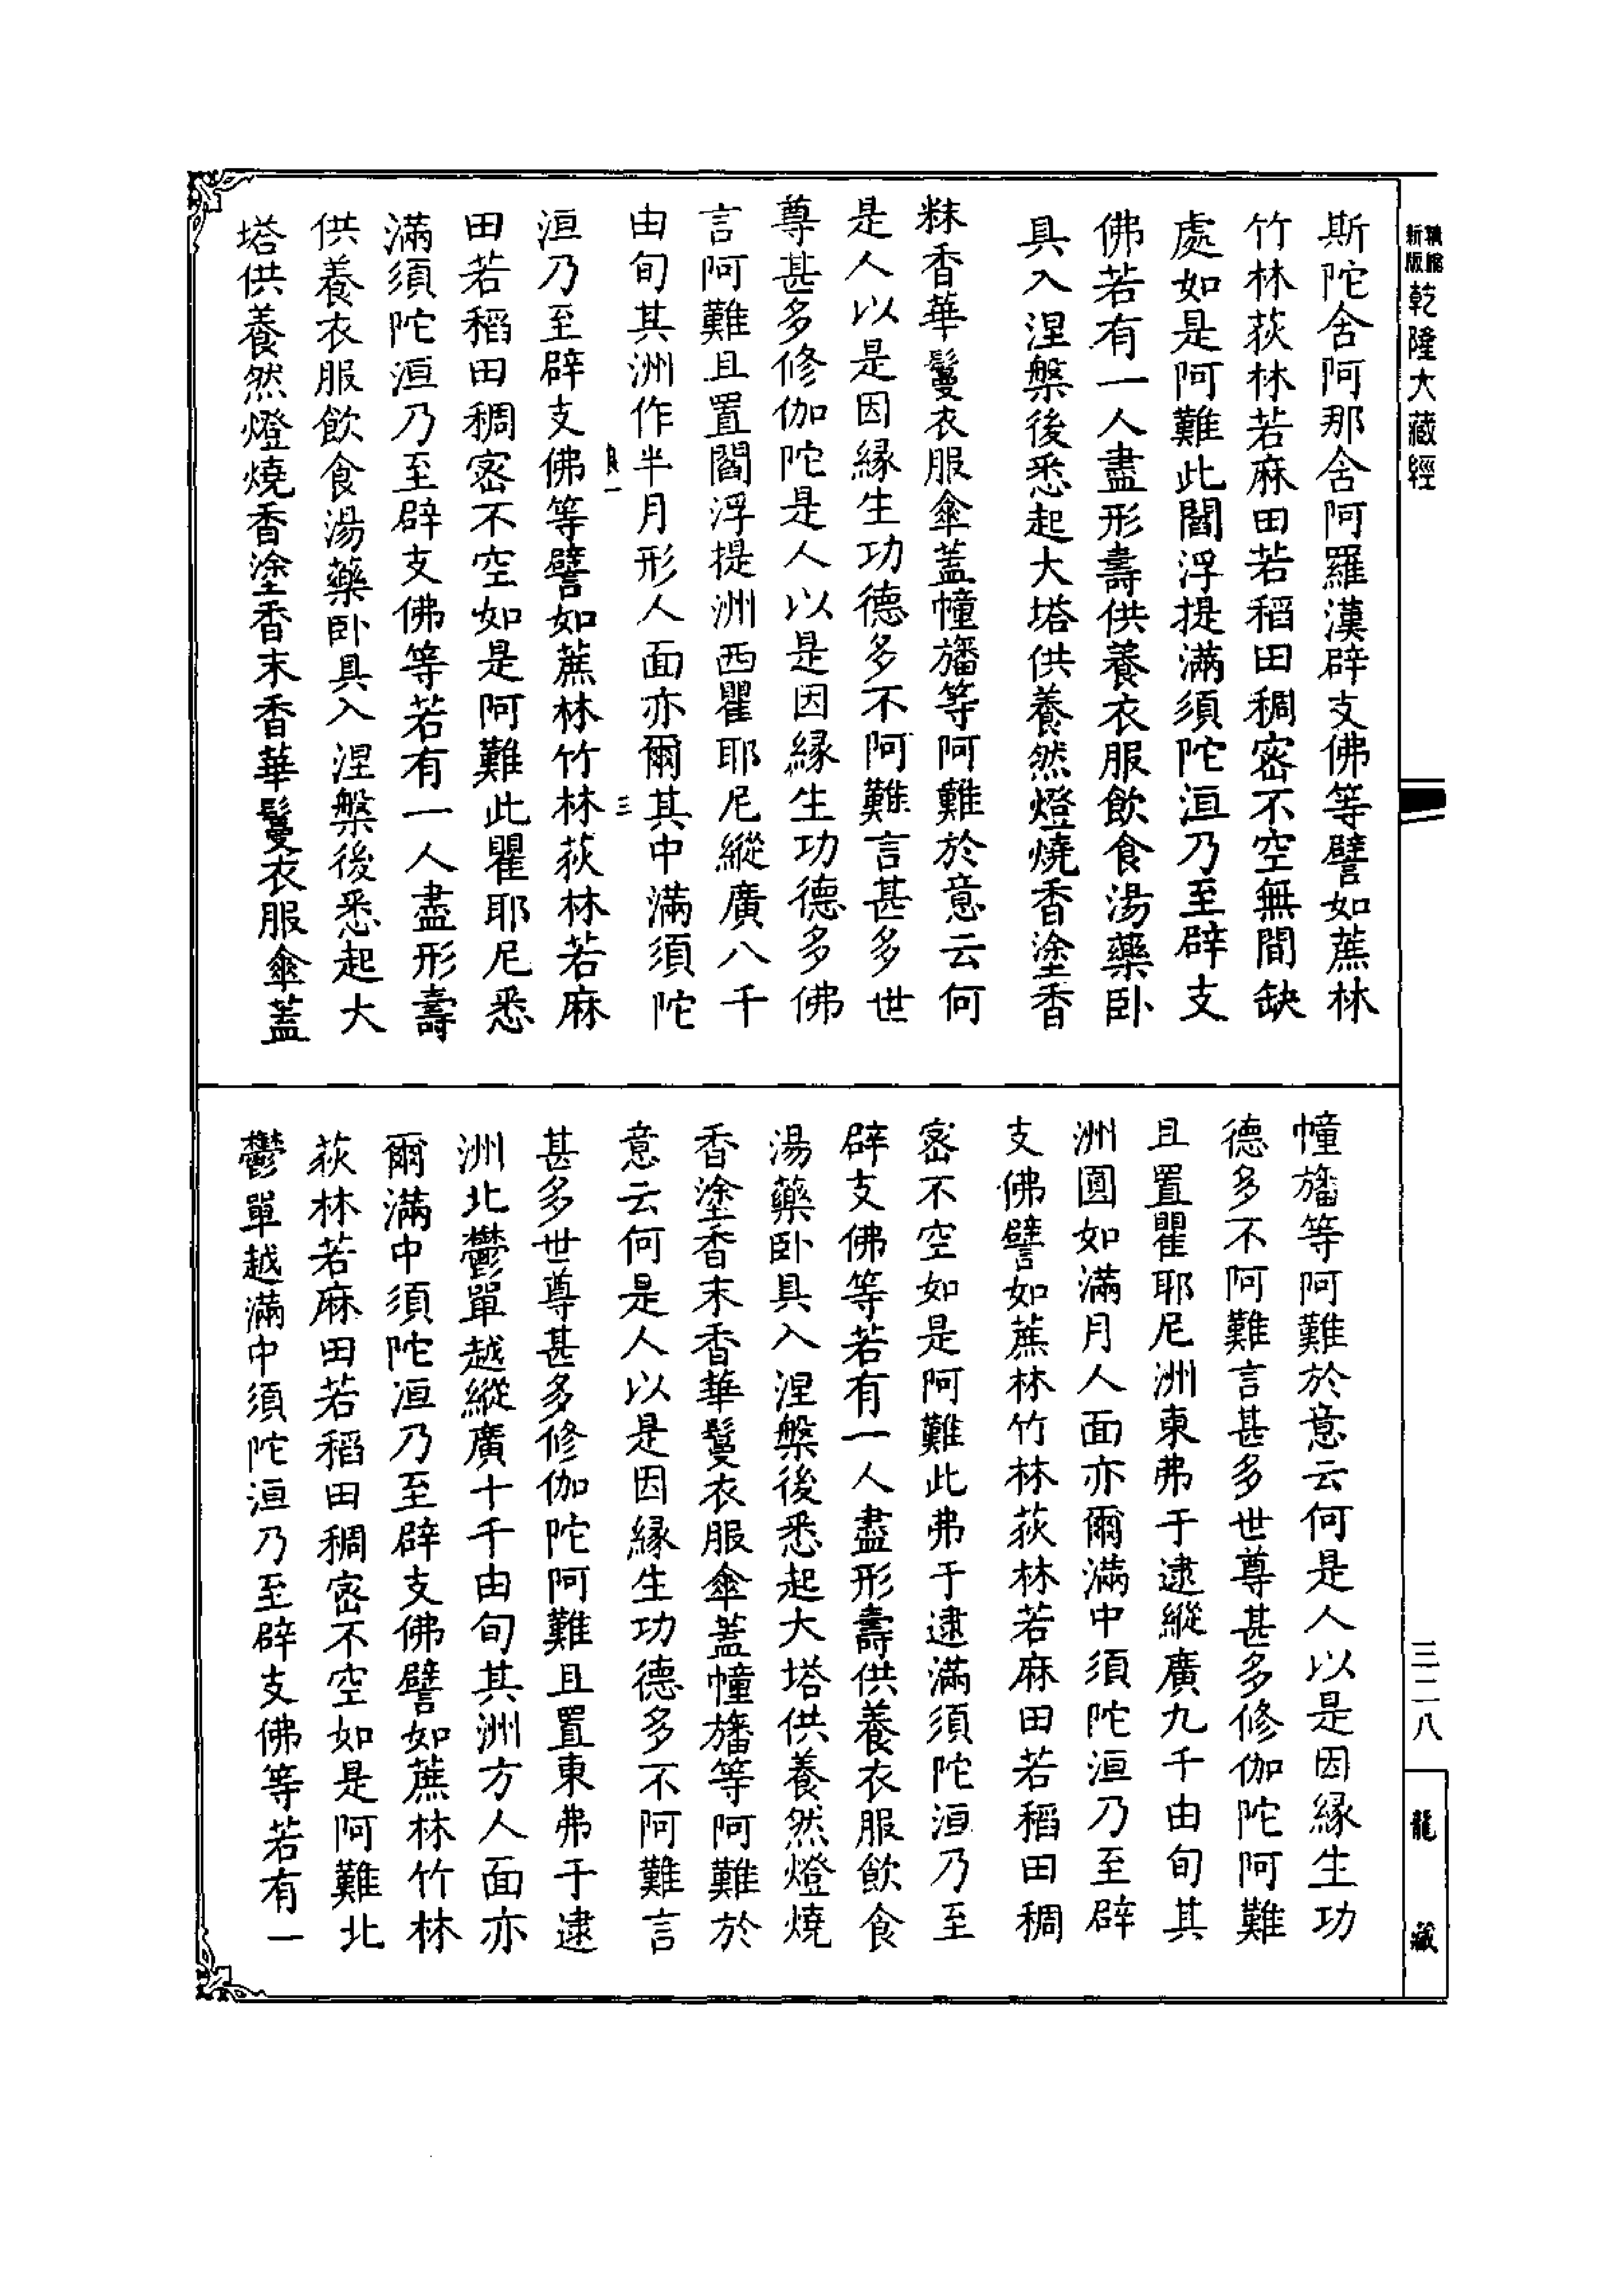 乾隆大藏經
斯陀含阿那含阿羅漢辟支佛等譬如蔗林
竹林荻林若麻田若稻田稠密不空無間缺
處如是阿難此閻浮提滿須陀洹乃至辟支
佛若有一人盡形壽供養衣服飲食湯藥卧
具入涅槃後悉起大塔供養然燈燒香塗香
粖香華鬘衣服傘蓋幢旛等阿難於意云何
是人以是因緣生功德多不阿難言甚多世
尊甚多修伽陀是人以是因緣生功德多佛
言阿難且置閻浮提洲西瞿耶尼縱廣八千
由旬其洲作半月形人面亦爾其中滿須陀
三
洹乃至辟支佛等譬如蔗林竹林荻林若麻
田若稻田稠密不空如是阿難此瞿耶尼悉
滿須陀洹乃至辟支佛等若有一人盡形壽
供養衣服飲食湯藥卧具入涅槃後悉起大
塔供養然燈燒香塗香末香華鬘衣服傘蓋
幢旛等阿難於意云何是人以是因緣生功
德多不阿難言甚多世尊甚多修伽陀阿難
且置瞿耶尼洲東弗于逮縱廣九千由旬其
洲圓如滿月人面亦爾滿中須陀洹乃至辟
支佛譬如蔗林竹林荻林若麻田若稻田稠
密不空如是阿難此弗于逮滿須陀洹乃至
辟支佛等若有一人盡形壽供養衣服飲食
湯藥卧具入涅槃後悉起大塔供養然燈燒
香塗香末香華鬘衣服傘蓋幢旛等阿難於
意云何是人以是因緣生功德多不阿難言
甚多世尊甚多修伽陀阿難且置東弗于逮
洲北鬱單越縱廣十千由旬其洲方人面亦
爾滿中須陀洹乃至辟支佛譬如蔗林竹林
荻林若麻田若稻田稠密不空如是阿難北
鬱單越滿中須陀洹乃至辟支佛等若有一
三二八
龍藏